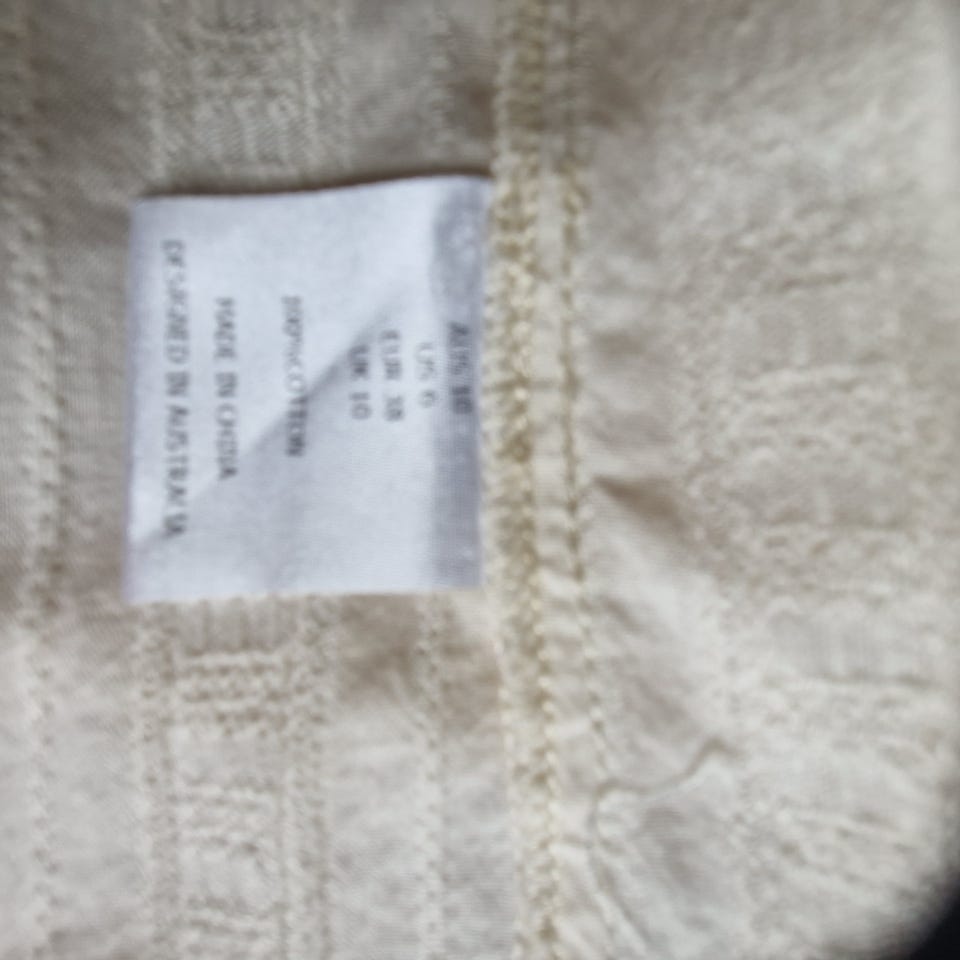 AUS 10
US 6
EUR 38
UK 10
100% COTTON
MADE IN CHINA
DESIGNED IN AUSTRALIA